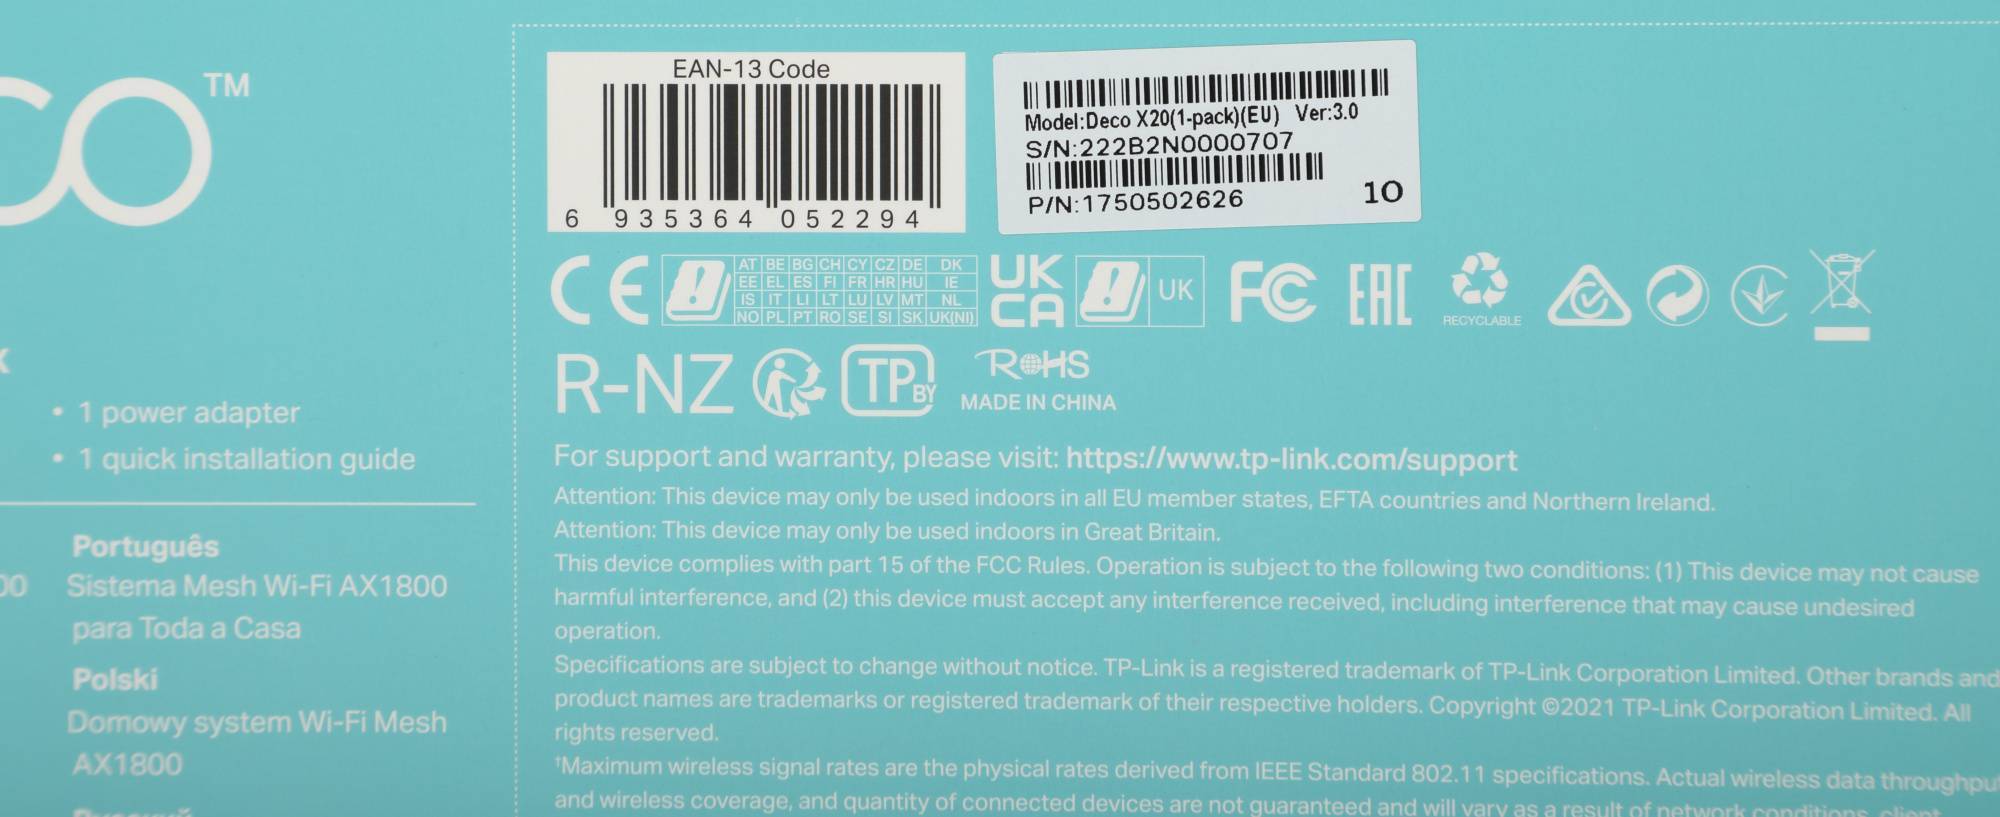 CO™
• 1 power adapter
• 1 quick installation guide
Português
Sistema Mesh Wi-Fi AX1800
para Toda a Casa
Polski
Domowy system Wi-Fi Mesh
AX1800
EAN-13 Code
6 935364 052294
Model:Deco X20(1-pack)(EU) Ver:3.0
S/N:222B2N0000707
P/N:1750502626
10
CE
AT BE BG CH CY CZ DE DK
EE EL ES FI FR HR HU IE
IS IT LI LT LU LV MT NL
NO PL PT RO SE SI SK UK(NI)
UK
CA
UK
FC
EAC
RECYCLABLE
R-NZ
TP BY
RoHS
MADE IN CHINA
For support and warranty, please visit: https://www.tp-link.com/support
Attention: This device may only be used indoors in all EU member states, EFTA countries and Northern Ireland.
Attention: This device may only be used indoors in Great Britain.
This device complies with part 15 of the FCC Rules. Operation is subject to the following two conditions: (1) This device may not cause
harmful interference, and (2) this device must accept any interference received, including interference that may cause undesired
operation.
Specifications are subject to change without notice. TP-Link is a registered trademark of TP-Link Corporation Limited. Other brands and
product names are trademarks or registered trademark of their respective holders. Copyright ©2021 TP-Link Corporation Limited. All
rights reserved.
†Maximum wireless signal rates are the physical rates derived from IEEE Standard 802.11 specifications. Actual wireless data throughput
and wireless coverage, and quantity of connected devices are not guaranteed and will vary as a result of network conditions, client